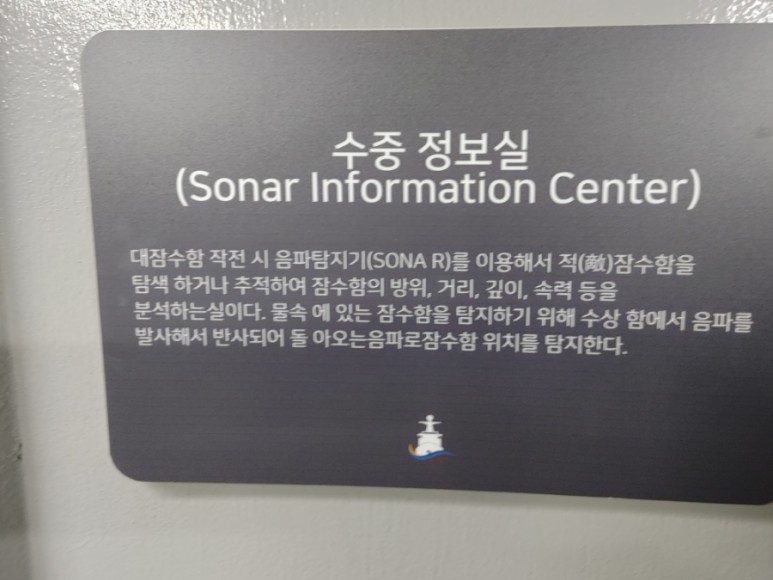 수중 정보실
(Sonar Information Center)
대잠수함 작전 시 음파탐지기(SONA R)를 이용해서 적(敵)잠수함을
탐색 하거나 추적하여 잠수함의 방위, 거리, 깊이, 속력 등을
분석하는실이다. 물속 에 있는 잠수함을 탐지하기 위해 수상 함에서 음파를
발사해서 반사되어 돌 아오는음파로잠수함 위치를 탐지한다.